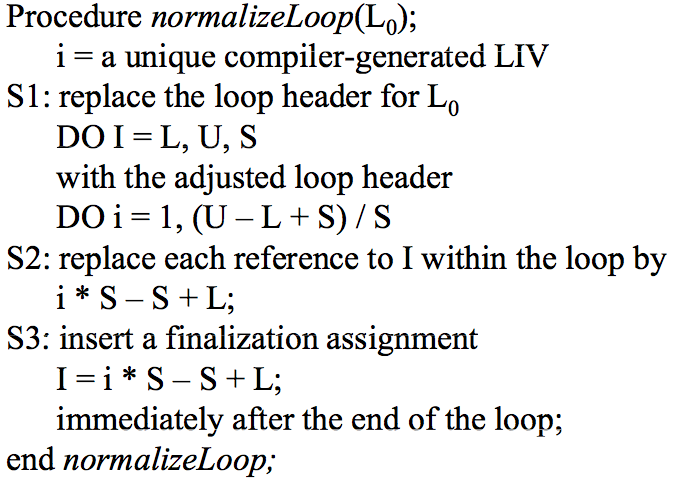 Procedure normalizeLoop(L₀);
i = a unique compiler-generated LIV
S1: replace the loop header for L₀
DO I = L, U, S
with the adjusted loop header
DO i = 1, (U – L + S) / S
S2: replace each reference to I within the loop by
i * S – S + L;
S3: insert a finalization assignment
I = i * S – S + L;
immediately after the end of the loop;
end normalizeLoop;